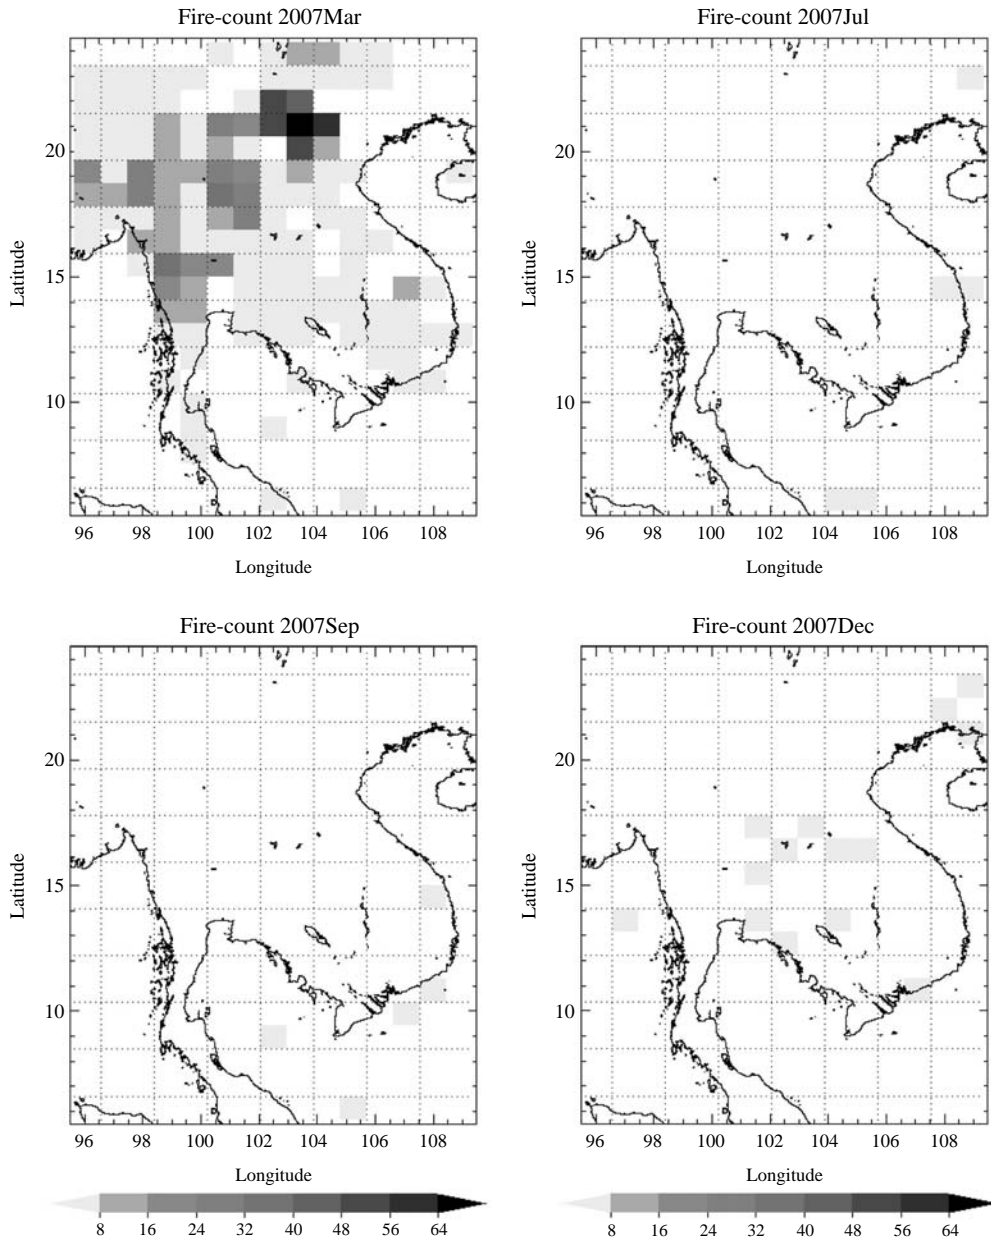 Fire-count 2007Mar
Fire-count 2007Jul
20
15
10
Latitude
96 98 100 102 104 106 108
Longitude
20
15
10
Latitude
96 98 100 102 104 106 108
Longitude
Fire-count 2007Sep
Fire-count 2007Dec
20
15
10
Latitude
96 98 100 102 104 106 108
Longitude
20
15
10
Latitude
96 98 100 102 104 106 108
Longitude
8 16 24 32 40 48 56 64
8 16 24 32 40 48 56 64